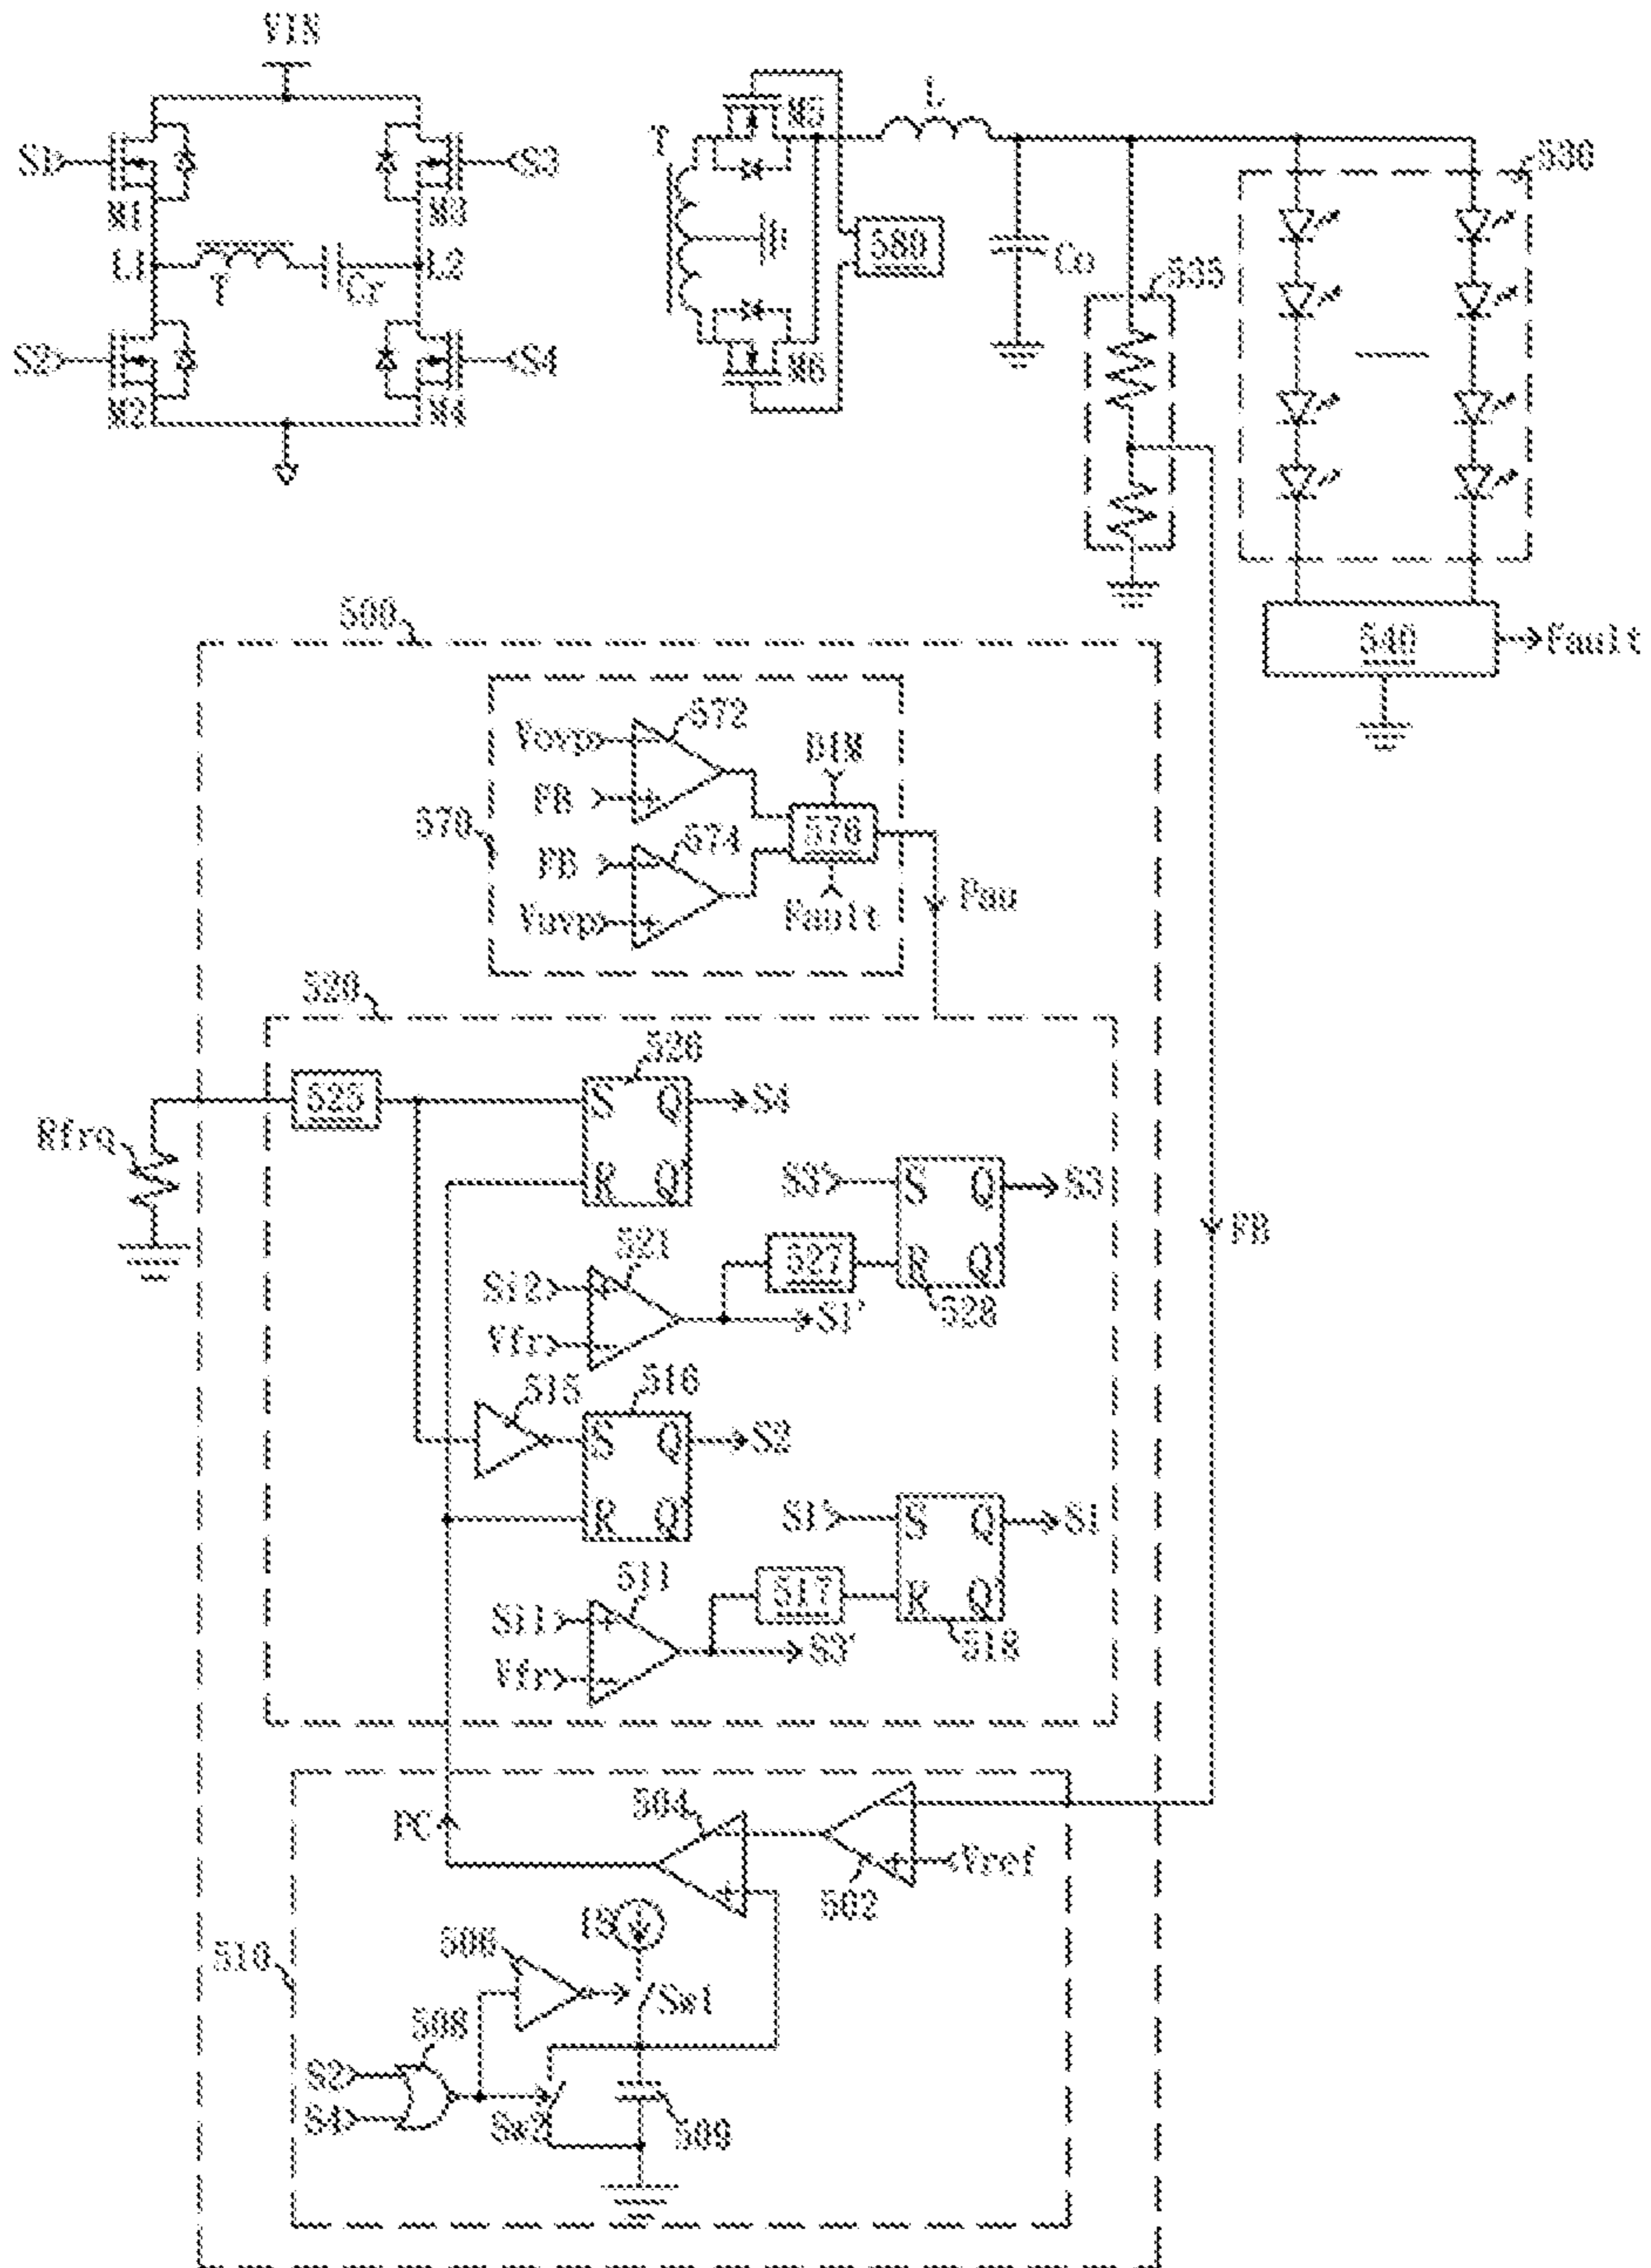 VIN
S1
M1
S3
M3
L1
T
Cr
L2
S2
M2
S4
M4
T
M5
M6
580
L
Co
535
530
540
Fault
500
570
Vovp
FB
572
FB
Vuvp
574
DIM
576
Fault
Pau
520
Rfrq
525
526
S Q
R Q'
S4
S3'
S Q
R Q'
S3
528
Si2
Vfr
521
527
S1'
515
516
S Q
R Q'
S2
S1'
S Q
R Q'
S1
518
Si1
Vfr
511
517
S3'
FB
510
PC
504
502
Vref
IS
506
Sw1
508
S2
S4
Sw2
509